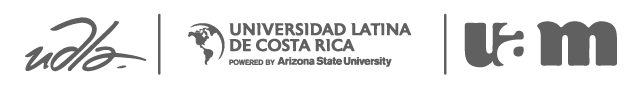 udla.
UNIVERSIDAD LATINA
DE COSTA RICA
POWERED BY Arizona State University
uam